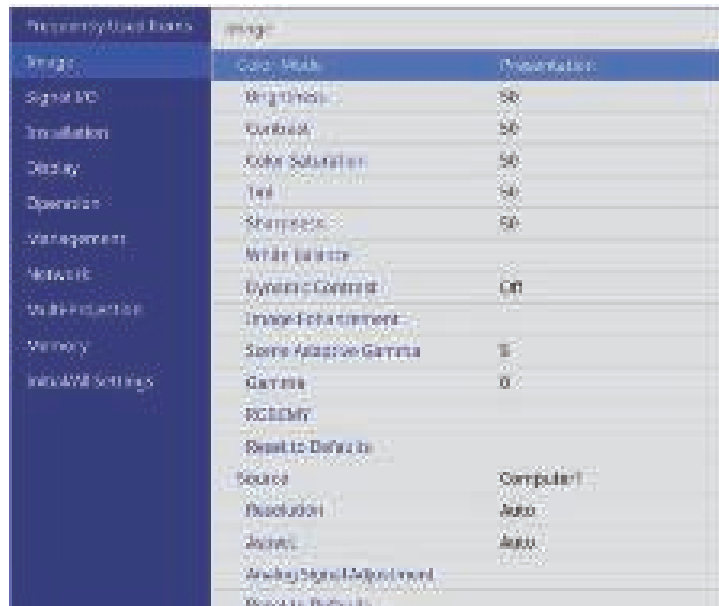 Frequently Used Items
Image
Signal I/O
Installation
Display
Operation
Management
Network
Multi-Projection
Memory
Initial/All Settings
Image
Color Mode Presentation
Brightness 50
Contrast 50
Color Saturation 50
Tint 50
Sharpness 50
White Balance
Dynamic Contrast Off
Image Enhancement
Scene Adaptive Gamma 5
Gamma 0
RGBCMY
Reset to Defaults
Source Computer1
Resolution Auto
Aspect Auto
Analog Signal Adjustment
Reset to Defaults